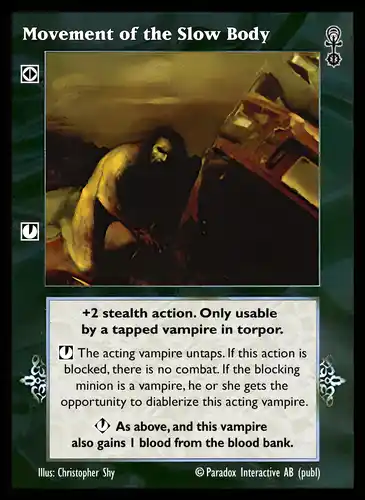 Movement of the Slow Body
+2 stealth action. Only usable
by a tapped vampire in torpor.
The acting vampire untaps. If this action is
blocked, there is no combat. If the blocking
minion is a vampire, he or she gets the
opportunity to diablerize this acting vampire.
As above, and this vampire
also gains 1 blood from the blood bank.
Illus: Christopher Shy © Paradox Interactive AB (publ)